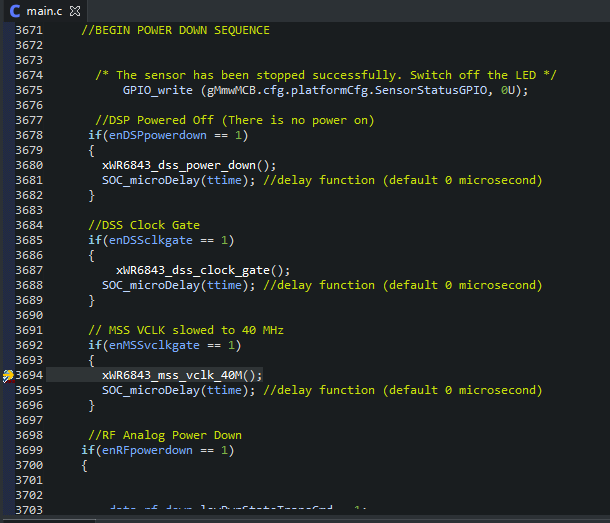 main.c
3671 //BEGIN POWER DOWN SEQUENCE
3672
3673
3674 /* The sensor has been stopped successfully. Switch off the LED */
3675 GPIO_write (gMmwMCB.cfg.platformCfg.SensorStatusGPIO, 0U);
3676
3677 //DSP Powered Off (There is no power on)
3678 if(enDSPpowerdown == 1)
3679 {
3680 xWR6843_dss_power_down();
3681 SOC_microDelay(ttime); //delay function (default 0 microsecond)
3682 }
3683
3684 //DSS Clock Gate
3685 if(enDSSclkgate == 1)
3686 {
3687 xWR6843_dss_clock_gate();
3688 SOC_microDelay(ttime); //delay function (default 0 microsecond)
3689 }
3690
3691 // MSS VCLK slowed to 40 MHz
3692 if(enMSSvclkgate == 1)
3693 {
3694 xWR6843_mss_vclk_40M();
3695 SOC_microDelay(ttime); //delay function (default 0 microsecond)
3696 }
3697
3698 //RF Analog Power Down
3699 if(enRFpowerdown == 1)
3700 {
3701
3702
3703